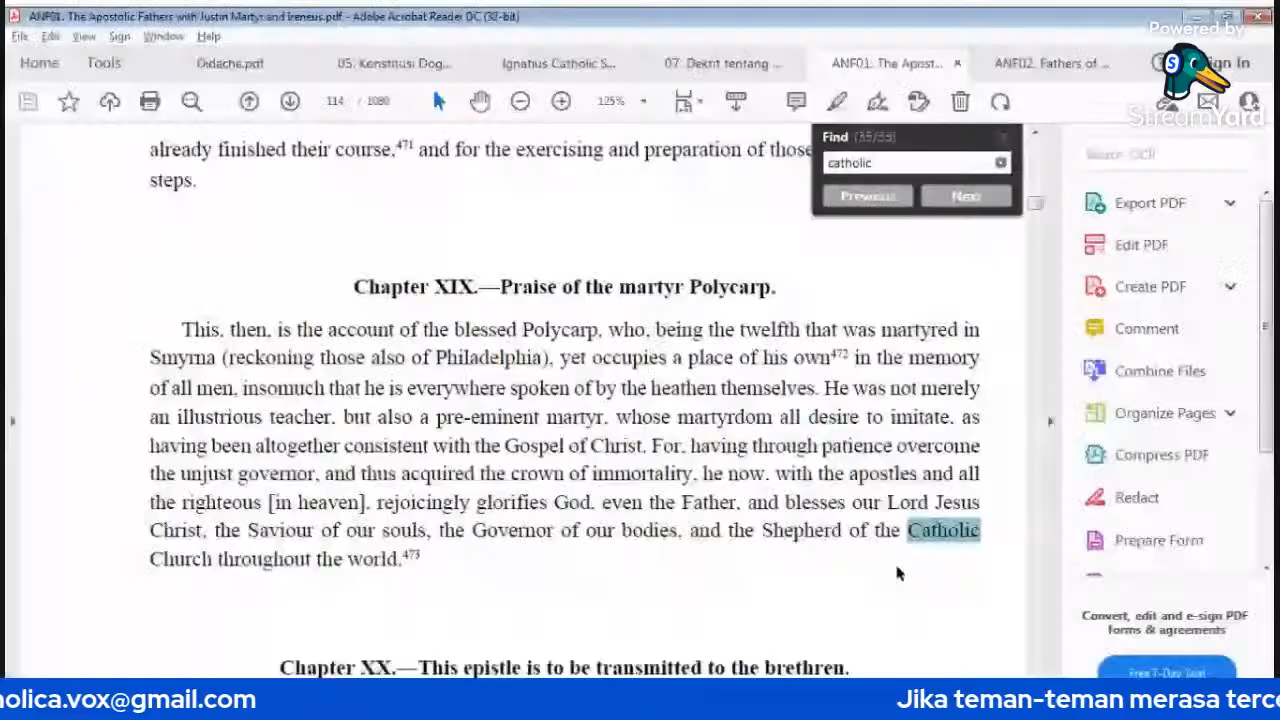 ANF01. The Apostolic Fathers with Justin Martyr and Ireneus.pdf - Adobe Acrobat Reader DC (32-bit)
File Edit View Sign Window Help
Powered by
Home Tools Didache.pdf 05. Konstitusi Dog... Ignatius Catholic S... 07. Dekrit tentang ... ANF01. The Apost... × ANF02. Fathers of ... In
StreamYard
114 / 1080 125%
Find (35/55)
catholic
Previous Next
already finished their course,471 and for the exercising and preparation of those
steps.
Chapter XIX.—Praise of the martyr Polycarp.
This, then, is the account of the blessed Polycarp, who, being the twelfth that was martyred in
Smyrna (reckoning those also of Philadelphia), yet occupies a place of his own472 in the memory
of all men, insomuch that he is everywhere spoken of by the heathen themselves. He was not merely
an illustrious teacher, but also a pre-eminent martyr, whose martyrdom all desire to imitate, as
having been altogether consistent with the Gospel of Christ. For, having through patience overcome
the unjust governor, and thus acquired the crown of immortality, he now, with the apostles and all
the righteous [in heaven], rejoicingly glorifies God, even the Father, and blesses our Lord Jesus
Christ, the Saviour of our souls, the Governor of our bodies, and the Shepherd of the Catholic
Church throughout the world.473
Chapter XX.—This epistle is to be transmitted to the brethren.
Export PDF
Edit PDF
Create PDF
Comment
Combine Files
Organize Pages
Compress PDF
Redact
Prepare Form
Convert, edit and e-sign PDF
forms & agreements
Free 7-Day Trial
holica.vox@gmail.com Jika teman-teman merasa terce